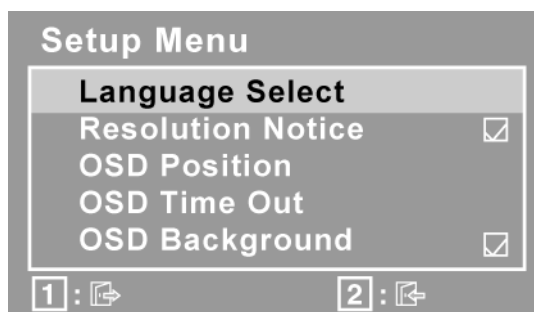 Setup Menu
Language Select
Resolution Notice
OSD Position
OSD Time Out
OSD Background
1 : 2 :